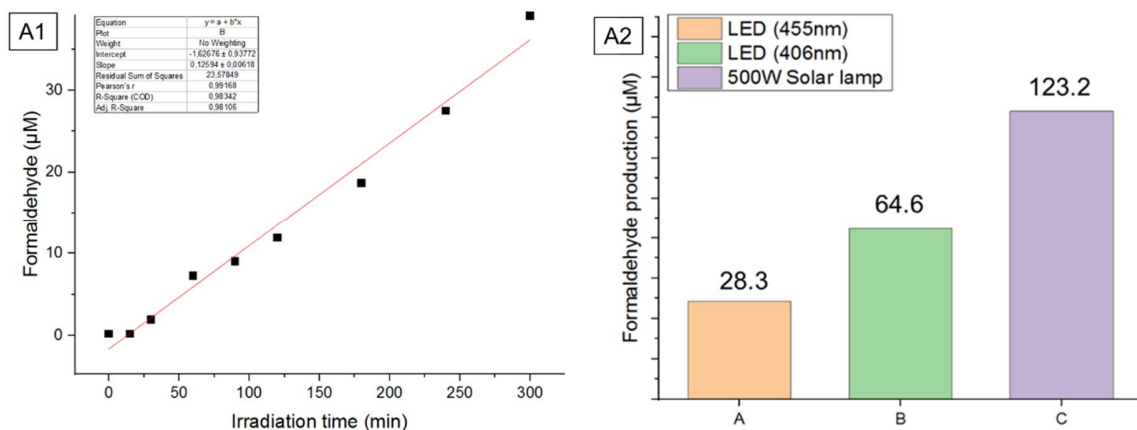 A1
Equation y = a + b*x
Plot B
Weight No Weighting
Intercept -1,62676 ± 0,93772
Slope 0,12594 ± 0,00618
Residual Sum of Squares 23,57849
Pearson's r 0,99168
R-Square (COD) 0,98342
Adj. R-Square 0,98106
Formaldehyde (µM)
30
20
10
0
0 50 100 150 200 250 300
Irradiation time (min)
A2
LED (455nm)
LED (406nm)
500W Solar lamp
Formaldehyde production (µM)
28.3
64.6
123.2
A B C